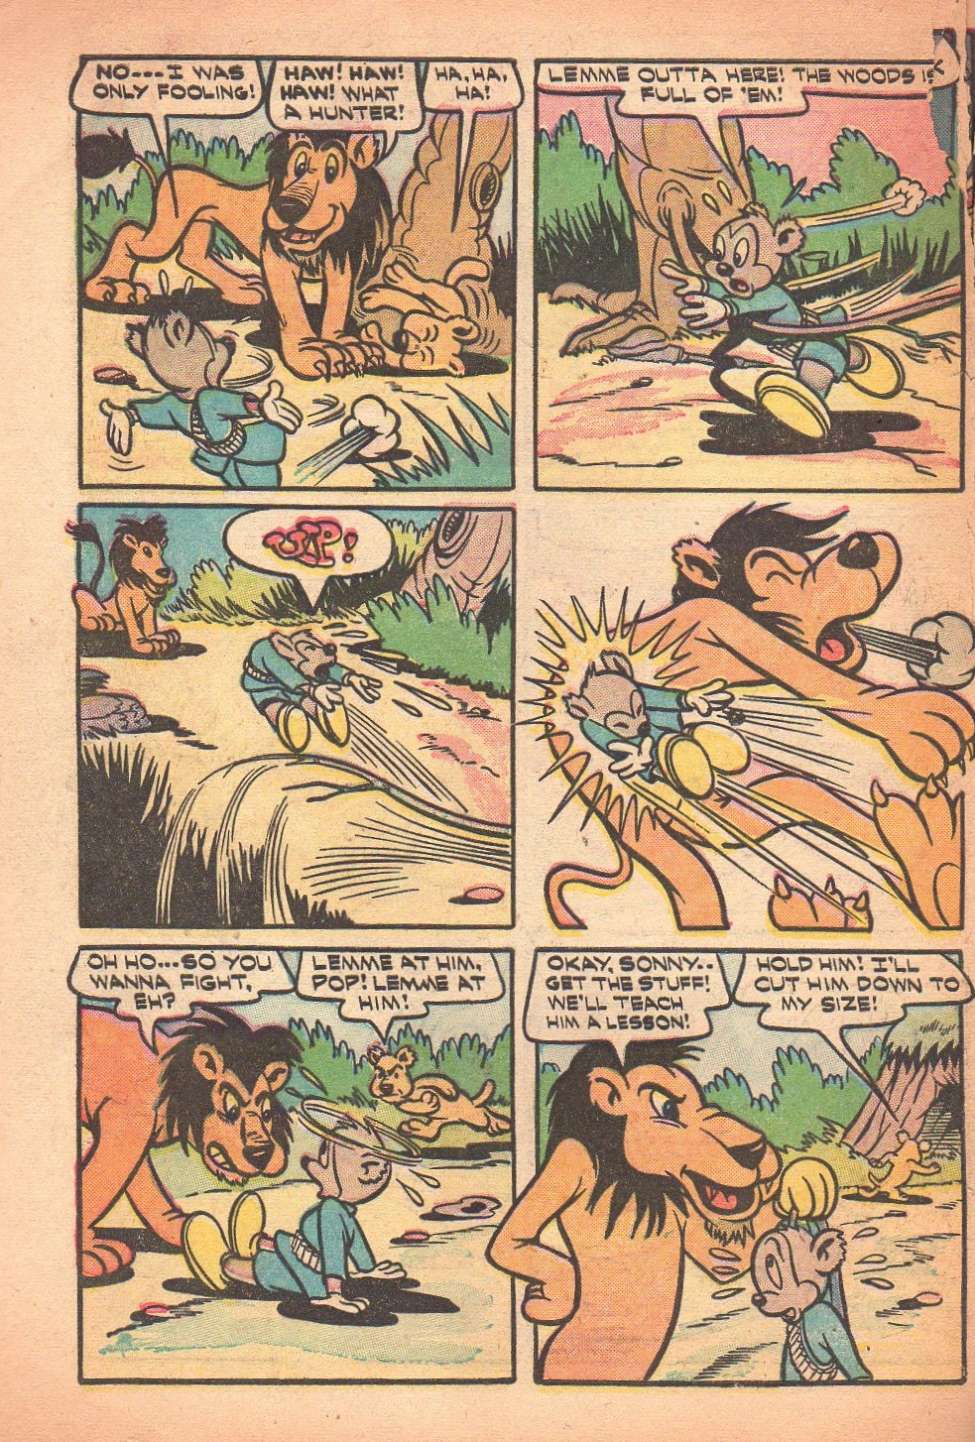 NO---I WAS
ONLY FOOLING!
HAW! HAW!
HAW! WHAT
A HUNTER!
HA, HA,
HA!
LEMME OUTTA HERE! THE WOODS IS
FULL OF 'EM!
UIP!
OH HO...SO YOU
WANNA FIGHT,
EH?
LEMME AT HIM,
POP! LEMME AT
HIM!
OKAY, SONNY--
GET THE STUFF!
WE'LL TEACH
HIM A LESSON!
HOLD HIM! I'LL
CUT HIM DOWN TO
MY SIZE!